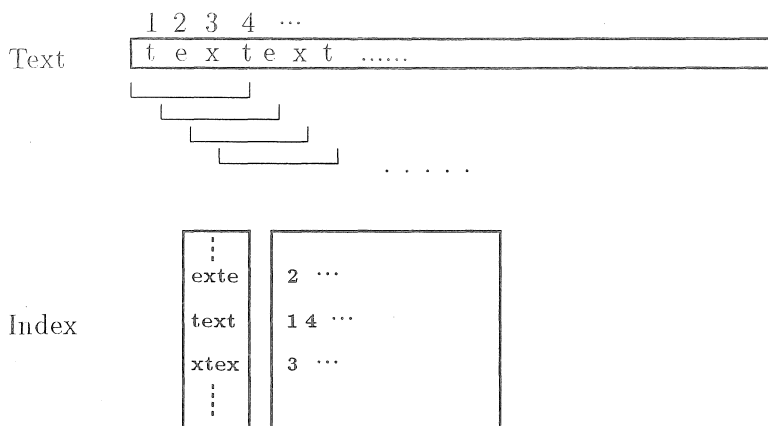 1 2 3 4 ...
Text t e x t e x t ......
. . . . .
exte 2 ...
Index text 1 4 ...
xtex 3 ...